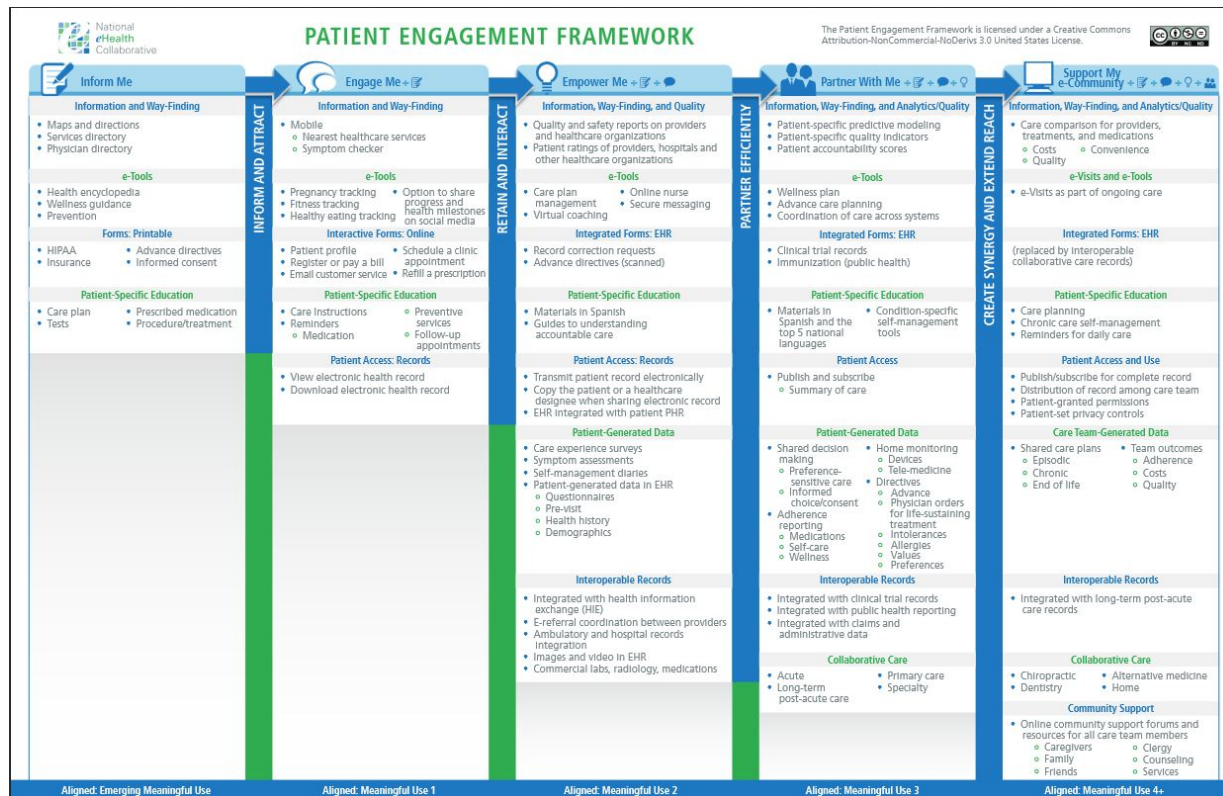 National
eHealth
Collaborative
PATIENT ENGAGEMENT FRAMEWORK
The Patient Engagement Framework is licensed under a Creative Commons
Attribution-NonCommercial-NoDerivs 3.0 United States License.
Inform Me
Information and Way-Finding
• Maps and directions
• Services directory
• Physician directory
e-Tools
• Health encyclopedia
• Wellness guidance
• Prevention
Forms: Printable
• HIPAA
• Insurance
• Advance directives
• Informed consent
Patient-Specific Education
• Care plan
• Tests
• Prescribed medication
• Procedure/treatment
Aligned: Emerging Meaningful Use
INFORM AND ATTRACT
Engage Me +
Information and Way-Finding
• Mobile
Nearest healthcare services
Symptom checker
e-Tools
• Pregnancy tracking
• Fitness tracking
• Healthy eating tracking
• Option to share
progress and
health milestones
on social media
Interactive Forms: Online
• Patient profile
• Register or pay a bill
• Email customer service
• Schedule a clinic
appointment
• Refill a prescription
Patient-Specific Education
• Care Instructions
• Reminders
Medication
Preventive
services
Follow-up
appointments
Patient Access: Records
• View electronic health record
• Download electronic health record
Aligned: Meaningful Use 1
RETAIN AND INTERACT
Empower Me + +
Information, Way-Finding, and Quality
• Quality and safety reports on providers
and healthcare organizations
• Patient ratings of providers, hospitals and
other healthcare organizations
e-Tools
• Care plan
management
• Virtual coaching
• Online nurse
• Secure messaging
Integrated Forms: EHR
• Record correction requests
• Advance directives (scanned)
Patient-Specific Education
• Materials in Spanish
• Guides to understanding
accountable care
Patient Access: Records
• Transmit patient record electronically
• Copy the patient or a healthcare
designee when sharing electronic record
• EHR integrated with patient PHR
Patient-Generated Data
• Care experience surveys
• Symptom assessments
• Self-management diaries
• Patient-generated data in EHR
Questionnaires
Pre-visit
Health history
Demographics
Interoperable Records
• Integrated with health information
exchange (HIE)
• E-referral coordination between providers
• Ambulatory and hospital records
integration
• Images and video in EHR
• Commercial labs, radiology, medications
Aligned: Meaningful Use 2
PARTNER EFFICIENTLY
Partner With Me + + +
Information, Way-Finding, and Analytics/Quality
• Patient-specific predictive modeling
• Patient-specific quality indicators
• Patient accountability scores
e-Tools
• Wellness plan
• Advance care planning
• Coordination of care across systems
Integrated Forms: EHR
• Clinical trial records
• Immunization (public health)
Patient-Specific Education
• Materials in
Spanish and the
top 5 national
languages
• Condition-specific
self-management
tools
Patient Access
• Publish and subscribe
Summary of care
Patient-Generated Data
• Shared decision
making
Preference-
sensitive care
Informed
choice/consent
• Adherence
reporting
Medications
Self-care
Wellness
• Home monitoring
Devices
Tele-medicine
• Directives
Advance
Physician orders
for life-sustaining
treatment
Intolerances
Allergies
Values
Preferences
Interoperable Records
• Integrated with clinical trial records
• Integrated with public health reporting
• Integrated with claims and
administrative data
Collaborative Care
• Acute
• Long-term
post-acute care
• Primary care
• Specialty
Aligned: Meaningful Use 3
CREATE SYNERGY AND EXTEND REACH
Support My
e-Community + + + +
Information, Way-Finding, and Analytics/Quality
• Care comparison for providers,
treatments, and medications
Costs
Quality
Convenience
e-Visits and e-Tools
• e-Visits as part of ongoing care
Integrated Forms: EHR
(replaced by interoperable
collaborative care records)
Patient-Specific Education
• Care planning
• Chronic care self-management
• Reminders for daily care
Patient Access and Use
• Publish/subscribe for complete record
• Distribution of record among care team
• Patient-granted permissions
• Patient-set privacy controls
Care Team-Generated Data
• Shared care plans
Episodic
Chronic
End of life
• Team outcomes
Adherence
Costs
Quality
Interoperable Records
• Integrated with long-term post-acute
care records
Collaborative Care
• Chiropractic
• Dentistry
• Alternative medicine
• Home
Community Support
• Online community support forums and
resources for all care team members
Caregivers
Family
Friends
Clergy
Counseling
Services
Aligned: Meaningful Use 4+